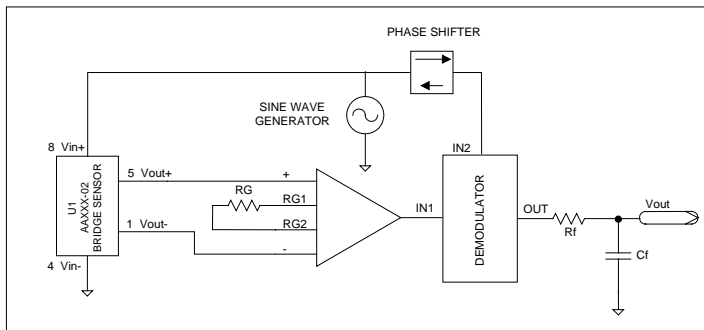 PHASE SHIFTER
SINE WAVE
GENERATOR
8 Vin+
IN2
5 Vout+
+
RG
RG1
RG2
U1
AAXXX-02
BRIDGE SENSOR
1 Vout-
-
IN1
DEMODULATOR
OUT
Rf
Vout
Cf
4 Vin-